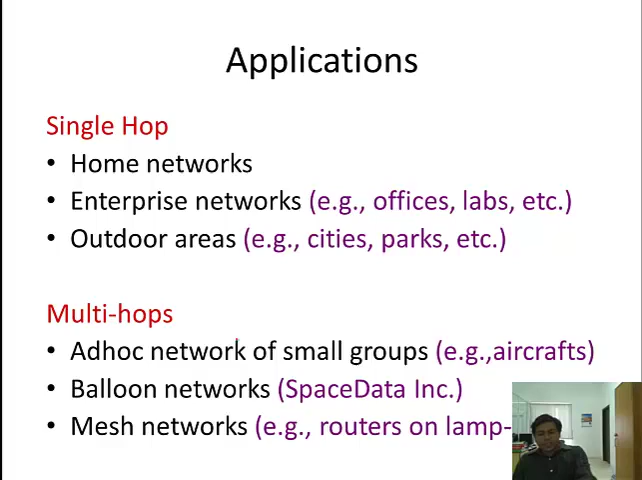 Applications
Single Hop
• Home networks
• Enterprise networks (e.g., offices, labs, etc.)
• Outdoor areas (e.g., cities, parks, etc.)
Multi-hops
• Adhoc network of small groups (e.g.,aircrafts)
• Balloon networks (SpaceData Inc.)
• Mesh networks (e.g., routers on lamp-